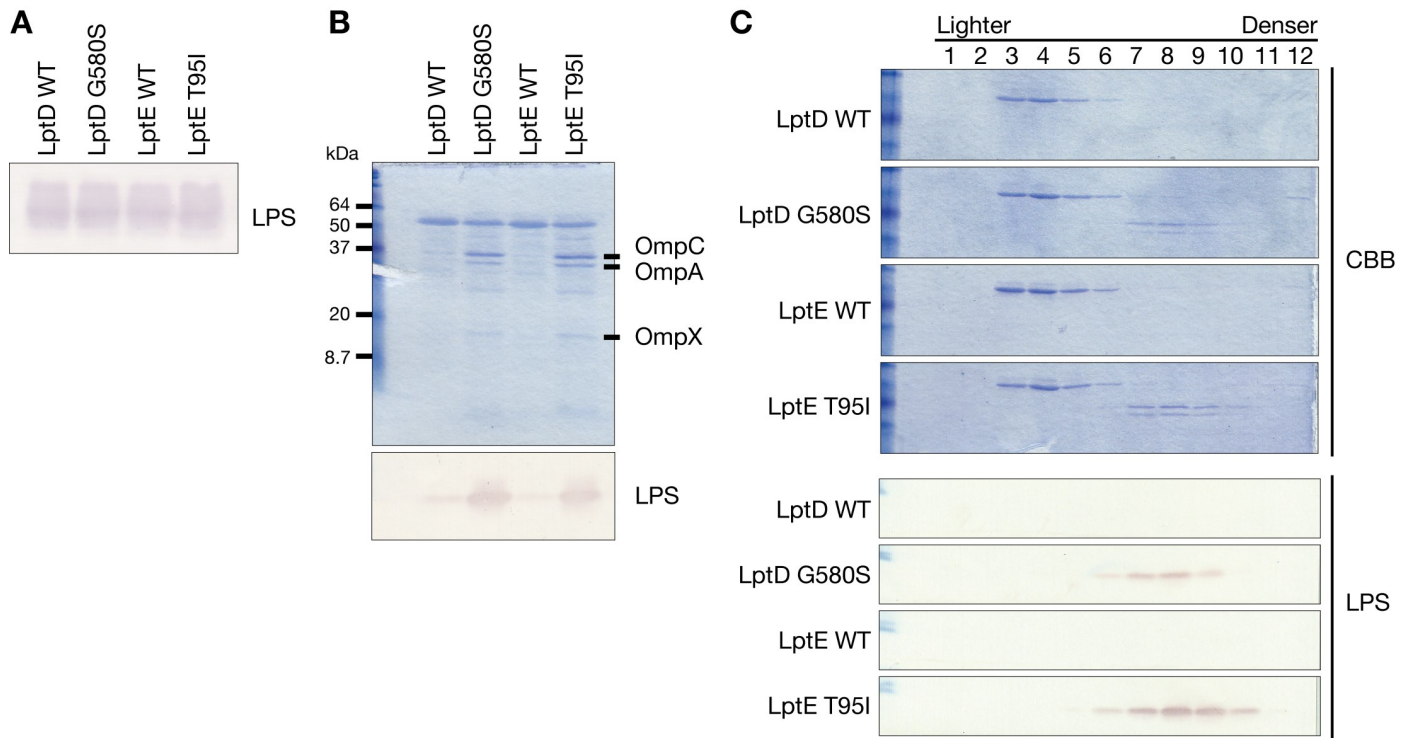 A
LptD WT
LptD G580S
LptE WT
LptE T95I
LPS
B
LptD WT
LptD G580S
LptE WT
LptE T95I
kDa
64
50
37
20
8.7
OmpC
OmpA
OmpX
LPS
C
Lighter Denser
1 2 3 4 5 6 7 8 9 10 11 12
LptD WT
LptD G580S
LptE WT
LptE T95I
CBB
LptD WT
LptD G580S
LptE WT
LptE T95I
LPS